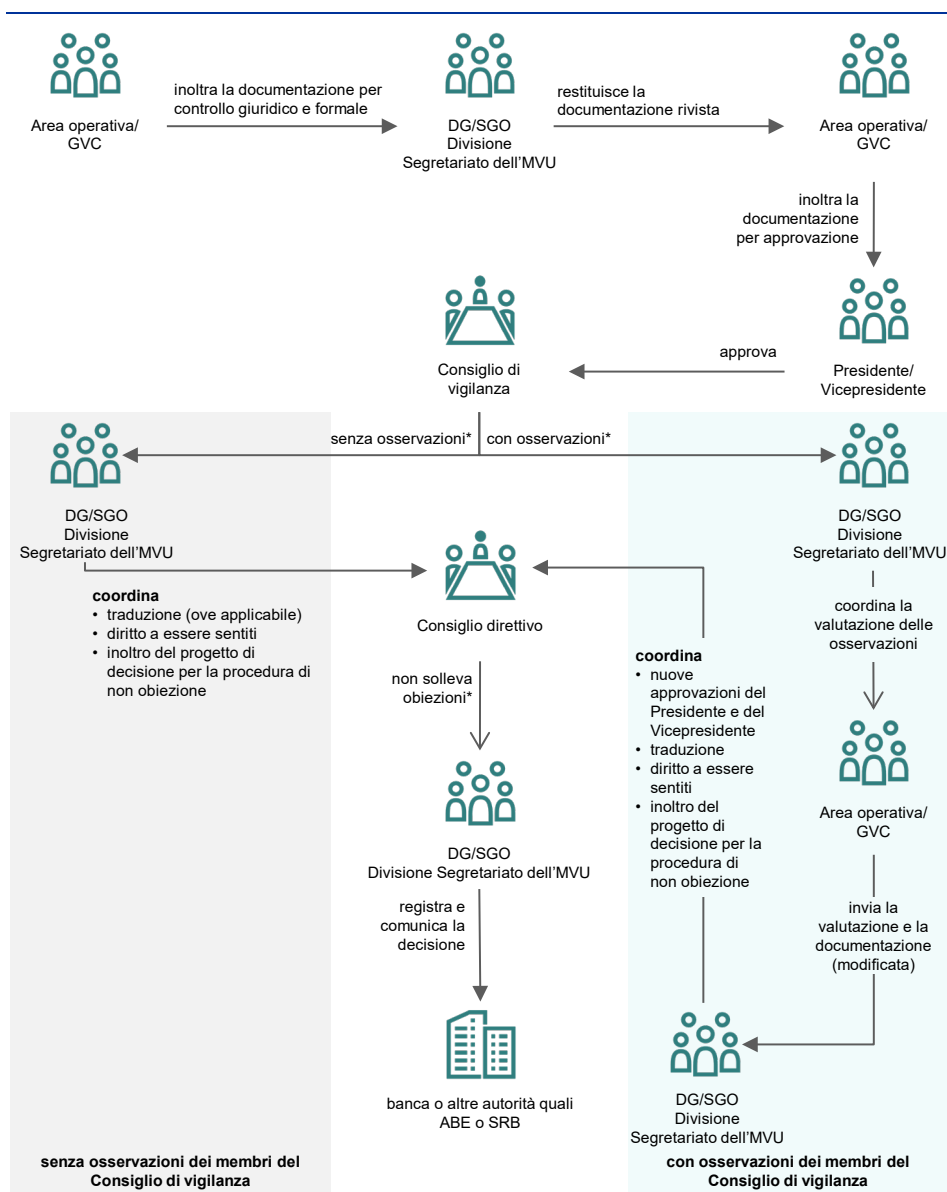 inoltra la documentazione per
controllo giuridico e formale
restituisce la
documentazione rivista
Area operativa/
GVC
DG/SGO
Divisione
Segretariato dell’MVU
Area operativa/
GVC
inoltra la
documentazione
per approvazione
approva
Consiglio di
vigilanza
Presidente/
Vicepresidente
senza osservazioni*
con osservazioni*
DG/SGO
Divisione
Segretariato dell’MVU
DG/SGO
Divisione
Segretariato dell’MVU
coordina
• traduzione (ove applicabile)
• diritto a essere sentiti
• inoltro del progetto di
decisione per la procedura di
non obiezione
Consiglio direttivo
coordina la
valutazione delle
osservazioni
non solleva
obiezioni*
coordina
• nuove
approvazioni del
Presidente e del
Vicepresidente
• traduzione
• diritto a essere
sentiti
• inoltro del
progetto di
decisione per la
procedura di
non obiezione
Area operativa/
GVC
DG/SGO
Divisione Segretariato dell’MVU
registra e
comunica la
decisione
invia la
valutazione e la
documentazione
(modificata)
banca o altre autorità quali
ABE o SRB
DG/SGO
Divisione
Segretariato dell’MVU
senza osservazioni dei membri del
Consiglio di vigilanza
con osservazioni dei membri del
Consiglio di vigilanza